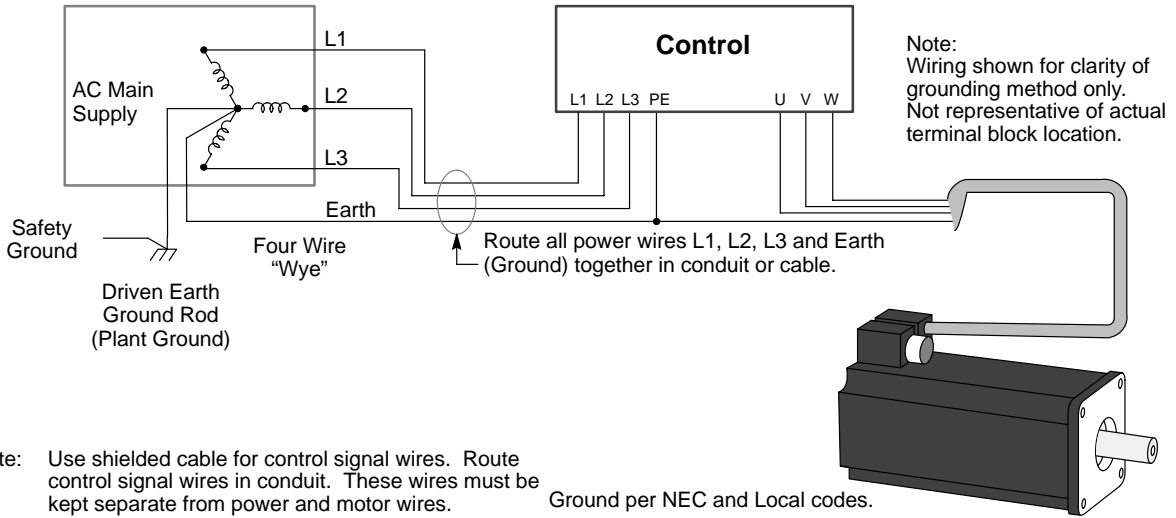 L1
AC Main
Supply
L2
L3
Earth
Safety
Ground
Four Wire
“Wye”
Driven Earth
Ground Rod
(Plant Ground)
Control
L1 L2 L3 PE
U V W
Note:
Wiring shown for clarity of
grounding method only.
Not representative of actual
terminal block location.
Route all power wires L1, L2, L3 and Earth
(Ground) together in conduit or cable.
te: Use shielded cable for control signal wires. Route
control signal wires in conduit. These wires must be
kept separate from power and motor wires.
Ground per NEC and Local codes.